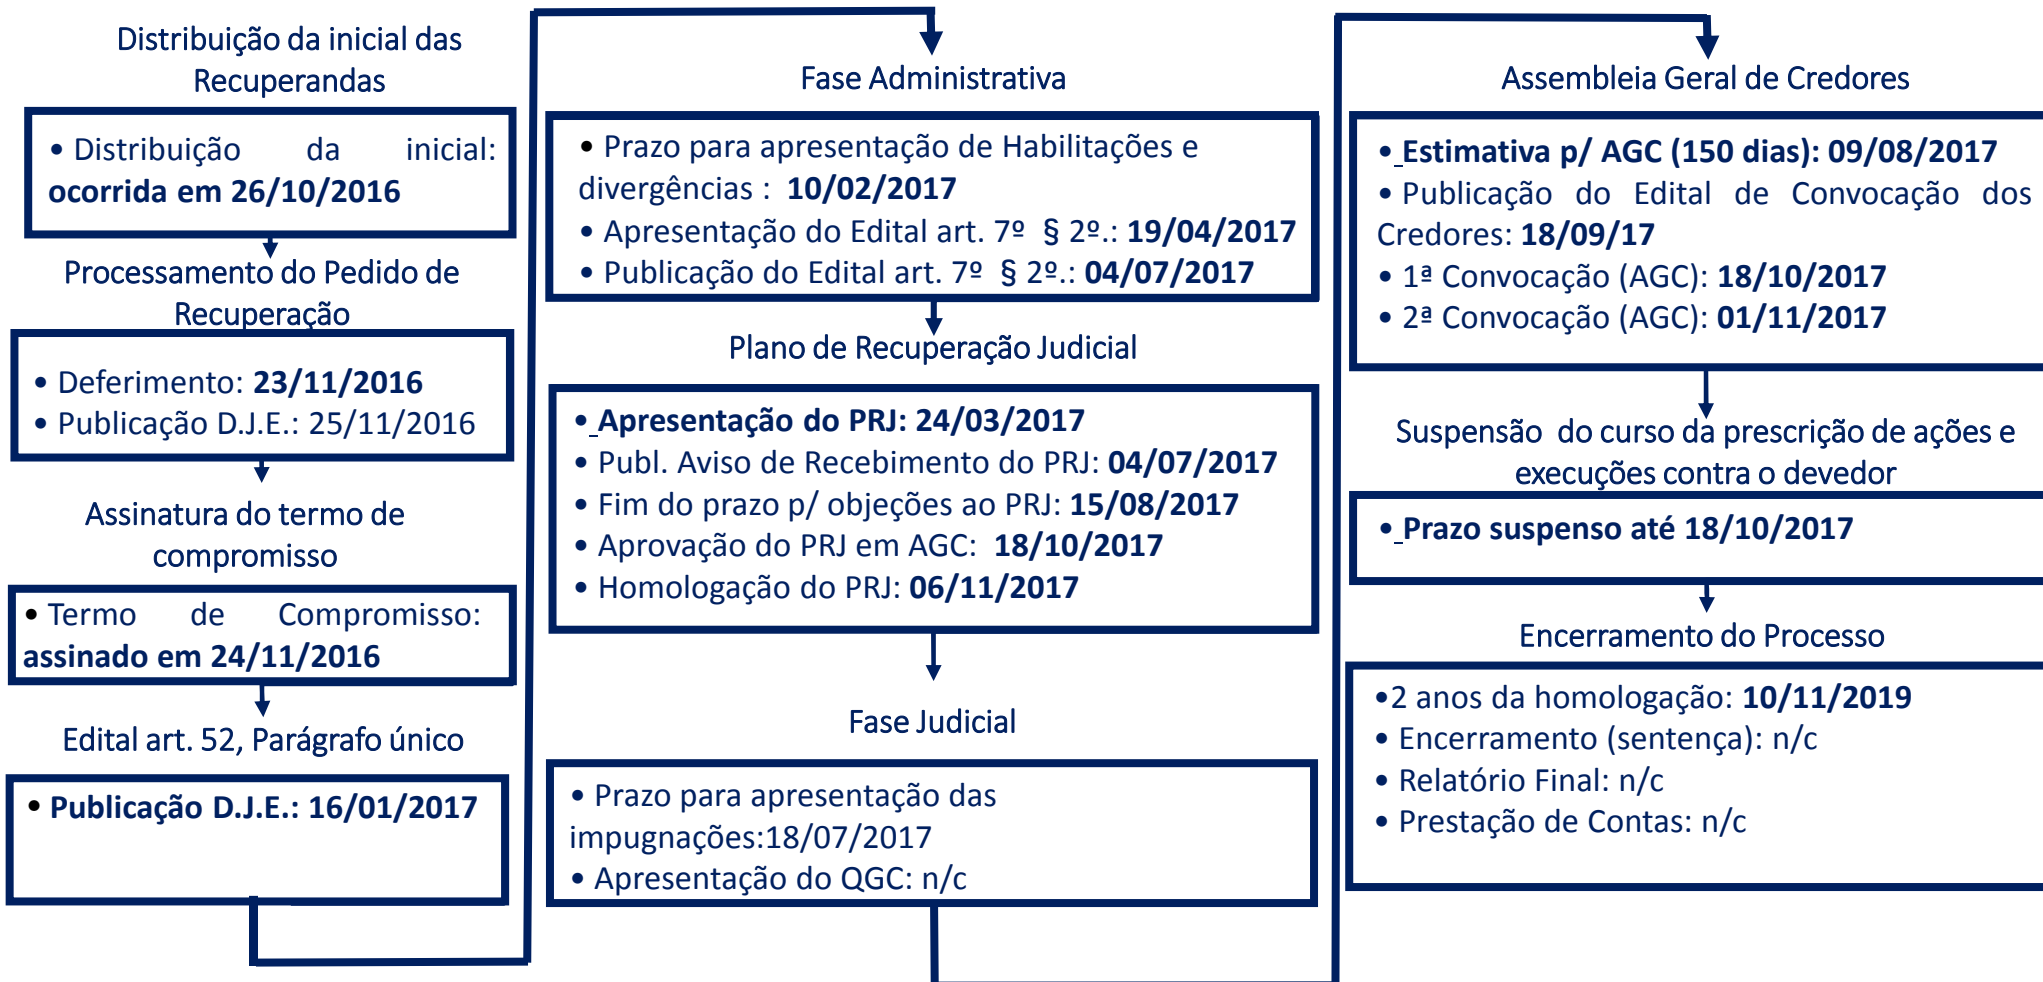 Distribuição da inicial das
Recuperandas
• Distribuição da inicial:
ocorrida em 26/10/2016
Processamento do Pedido de
Recuperação
• Deferimento: 23/11/2016
• Publicação D.J.E.: 25/11/2016
Assinatura do termo de
compromisso
• Termo de Compromisso:
assinado em 24/11/2016
Edital art. 52, Parágrafo único
• Publicação D.J.E.: 16/01/2017
Fase Administrativa
• Prazo para apresentação de Habilitações e
divergências : 10/02/2017
• Apresentação do Edital art. 7º § 2º.: 19/04/2017
• Publicação do Edital art. 7º § 2º.: 04/07/2017
Plano de Recuperação Judicial
• Apresentação do PRJ: 24/03/2017
• Publ. Aviso de Recebimento do PRJ: 04/07/2017
• Fim do prazo p/ objeções ao PRJ: 15/08/2017
• Aprovação do PRJ em AGC: 18/10/2017
• Homologação do PRJ: 06/11/2017
Fase Judicial
• Prazo para apresentação das
impugnações:18/07/2017
• Apresentação do QGC: n/c
Assembleia Geral de Credores
• Estimativa p/ AGC (150 dias): 09/08/2017
• Publicação do Edital de Convocação dos
Credores: 18/09/17
• 1ª Convocação (AGC): 18/10/2017
• 2ª Convocação (AGC): 01/11/2017
Suspensão do curso da prescrição de ações e
execuções contra o devedor
• Prazo suspenso até 18/10/2017
Encerramento do Processo
•2 anos da homologação: 10/11/2019
• Encerramento (sentença): n/c
• Relatório Final: n/c
• Prestação de Contas: n/c